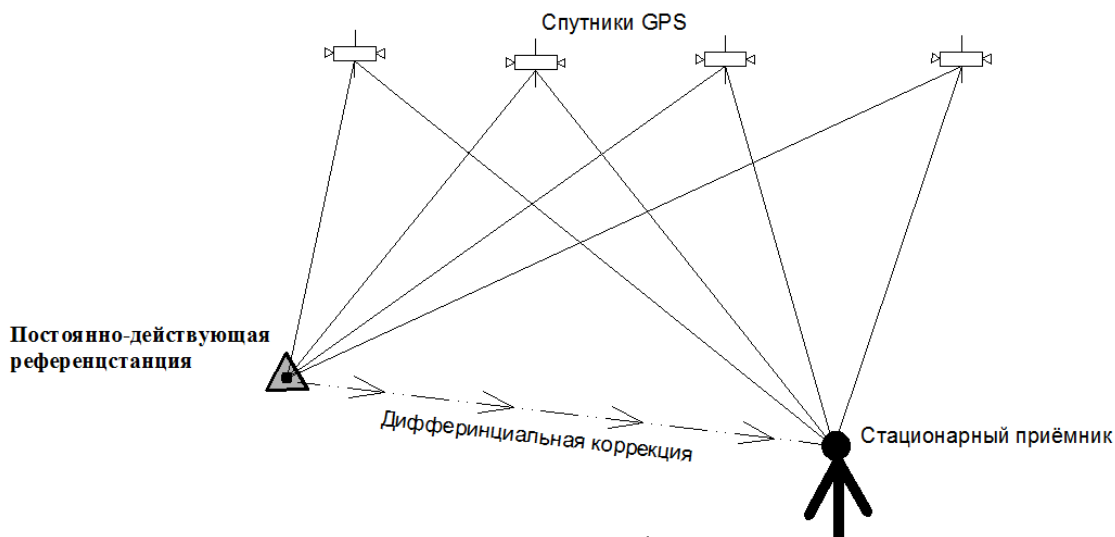 Спутники GPS
Постоянно-действующая
референцстанция
Дифферинциальная коррекция
Стационарный приёмник